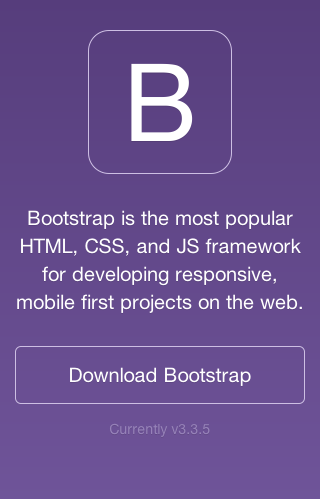 B
Bootstrap is the most popular
HTML, CSS, and JS framework
for developing responsive,
mobile first projects on the web.
Download Bootstrap
Currently v3.3.5